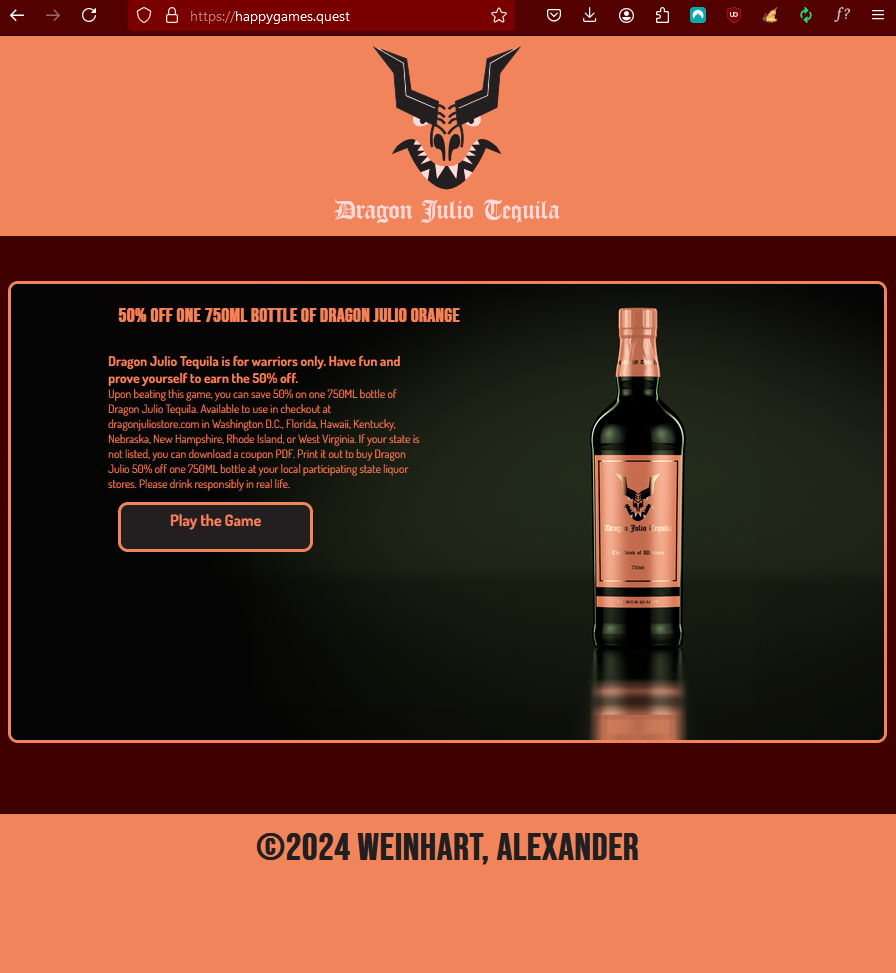 https://happygames.quest
Dragon Julio Tequila
50% OFF ONE 750ML BOTTLE OF DRAGON JULIO ORANGE
Dragon Julio Tequila is for warriors only. Have fun and
prove yourself to earn the 50% off.
Upon beating this game, you can save 50% on one 750ML bottle of
Dragon Julio Tequila. Available to use in checkout at
dragonjuliostore.com in Washington D.C., Florida, Hawaii, Kentucky,
Nebraska, New Hampshire, Rhode Island, or West Virginia. If your state is
not listed, you can download a coupon PDF. Print it out to buy Dragon
Julio 50% off one 750ML bottle at your local participating state liquor
stores. Please drink responsibly in real life.
Play the Game
Dragon Julio Tequila
The Drink of Warriors
750ml
©2024 WEINHART, ALEXANDER